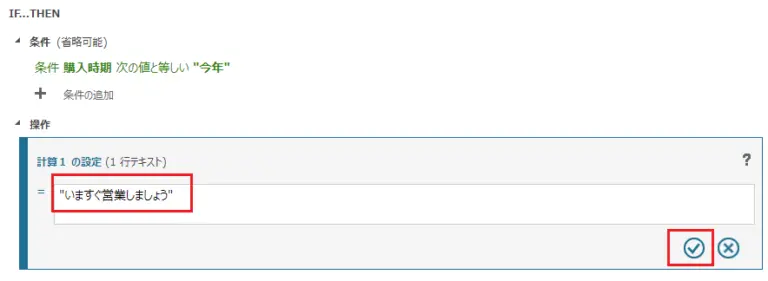 IF...THEN
条件 (省略可能)
条件 購入時期 次の値と等しい "今年"
+ 条件の追加
操作
計算1 の設定 (1 行テキスト) ?
= "いますぐ営業しましょう"